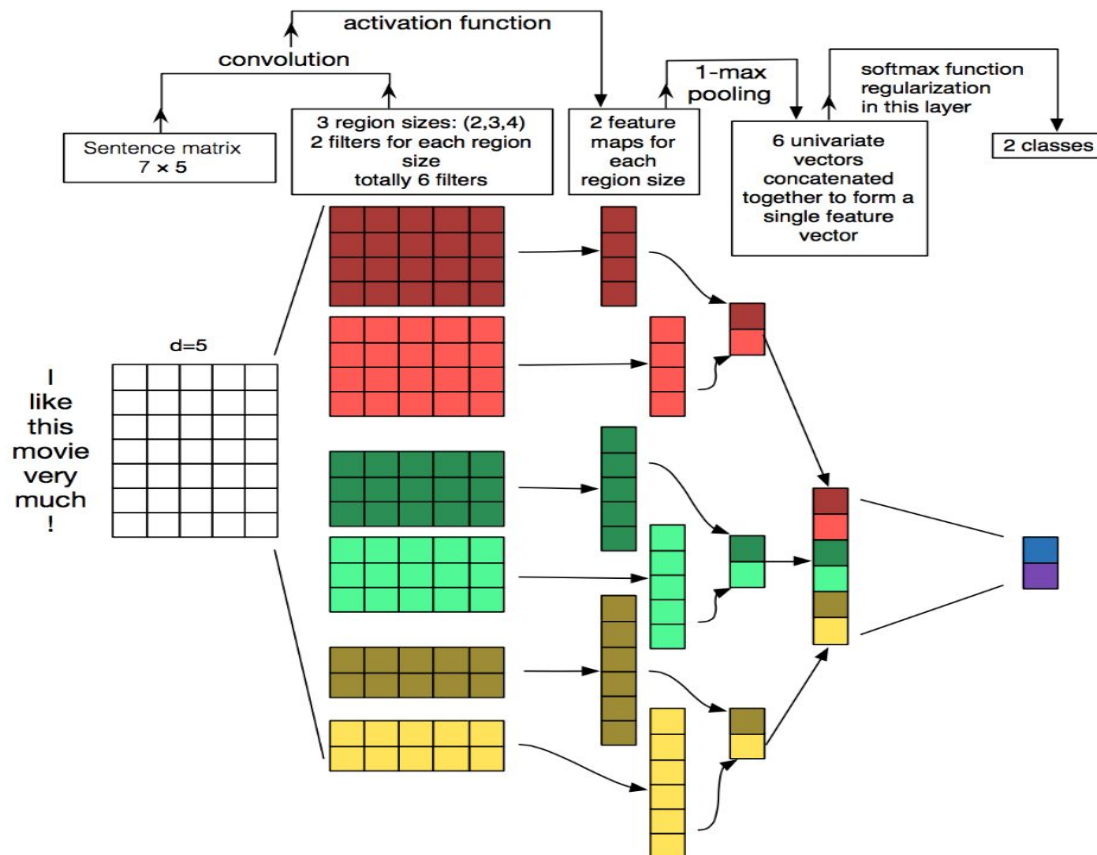 activation function
convolution
1-max
pooling
softmax function
regularization
in this layer
Sentence matrix
7 × 5
3 region sizes: (2,3,4)
2 filters for each region
size
totally 6 filters
2 feature
maps for
each
region size
6 univariate
vectors
concatenated
together to form a
single feature
vector
2 classes
d=5
I
like
this
movie
very
much
!